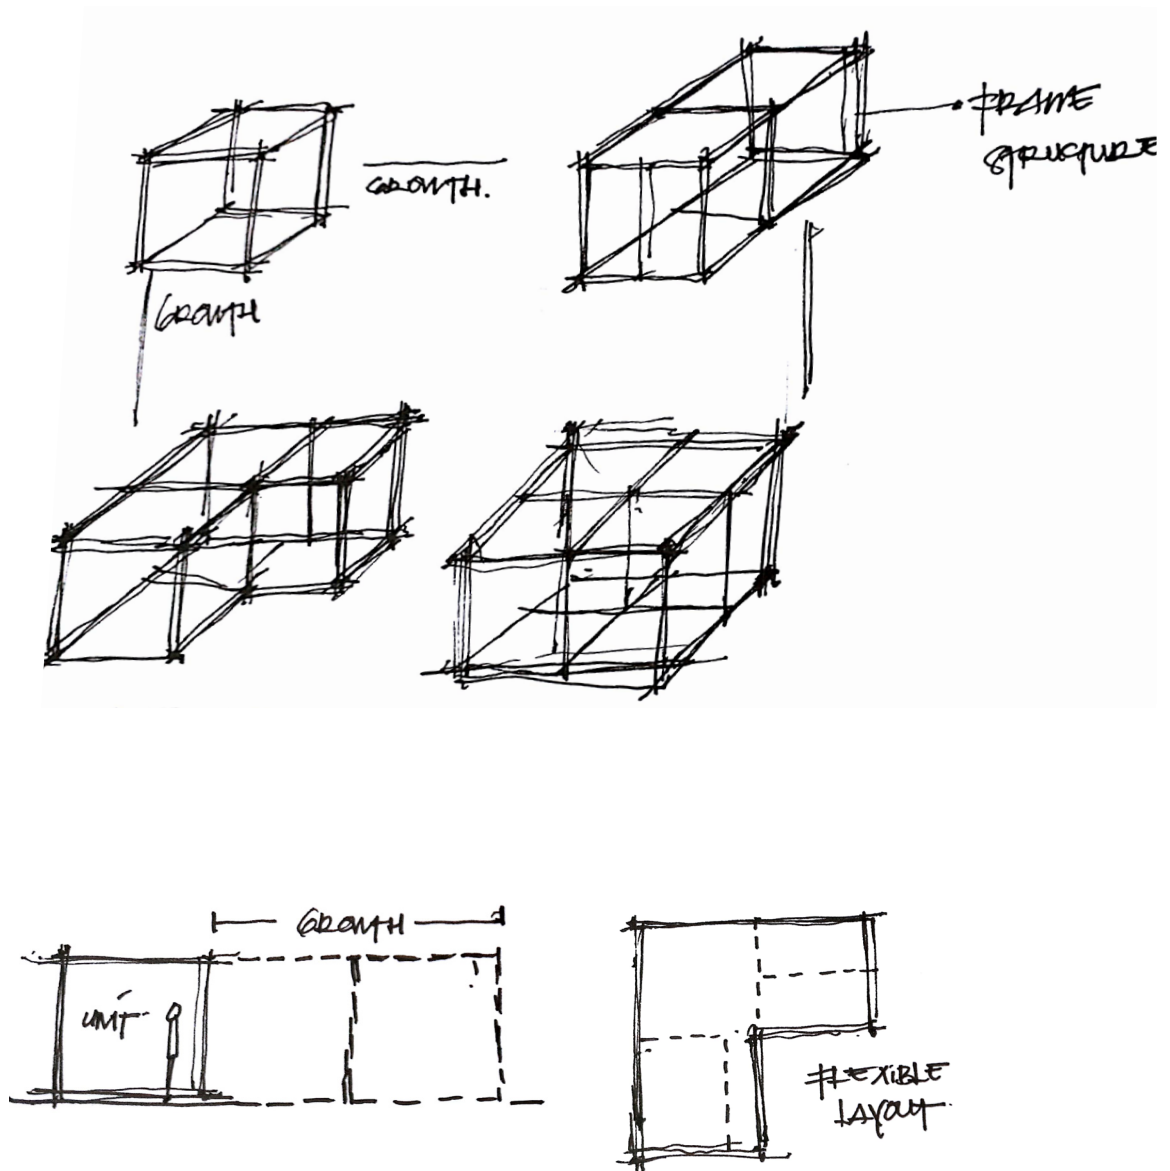 FRAME
STRUCTURE
GROWTH.
GROWTH
GROWTH
UNIT
FLEXIBLE
LAYOUT.